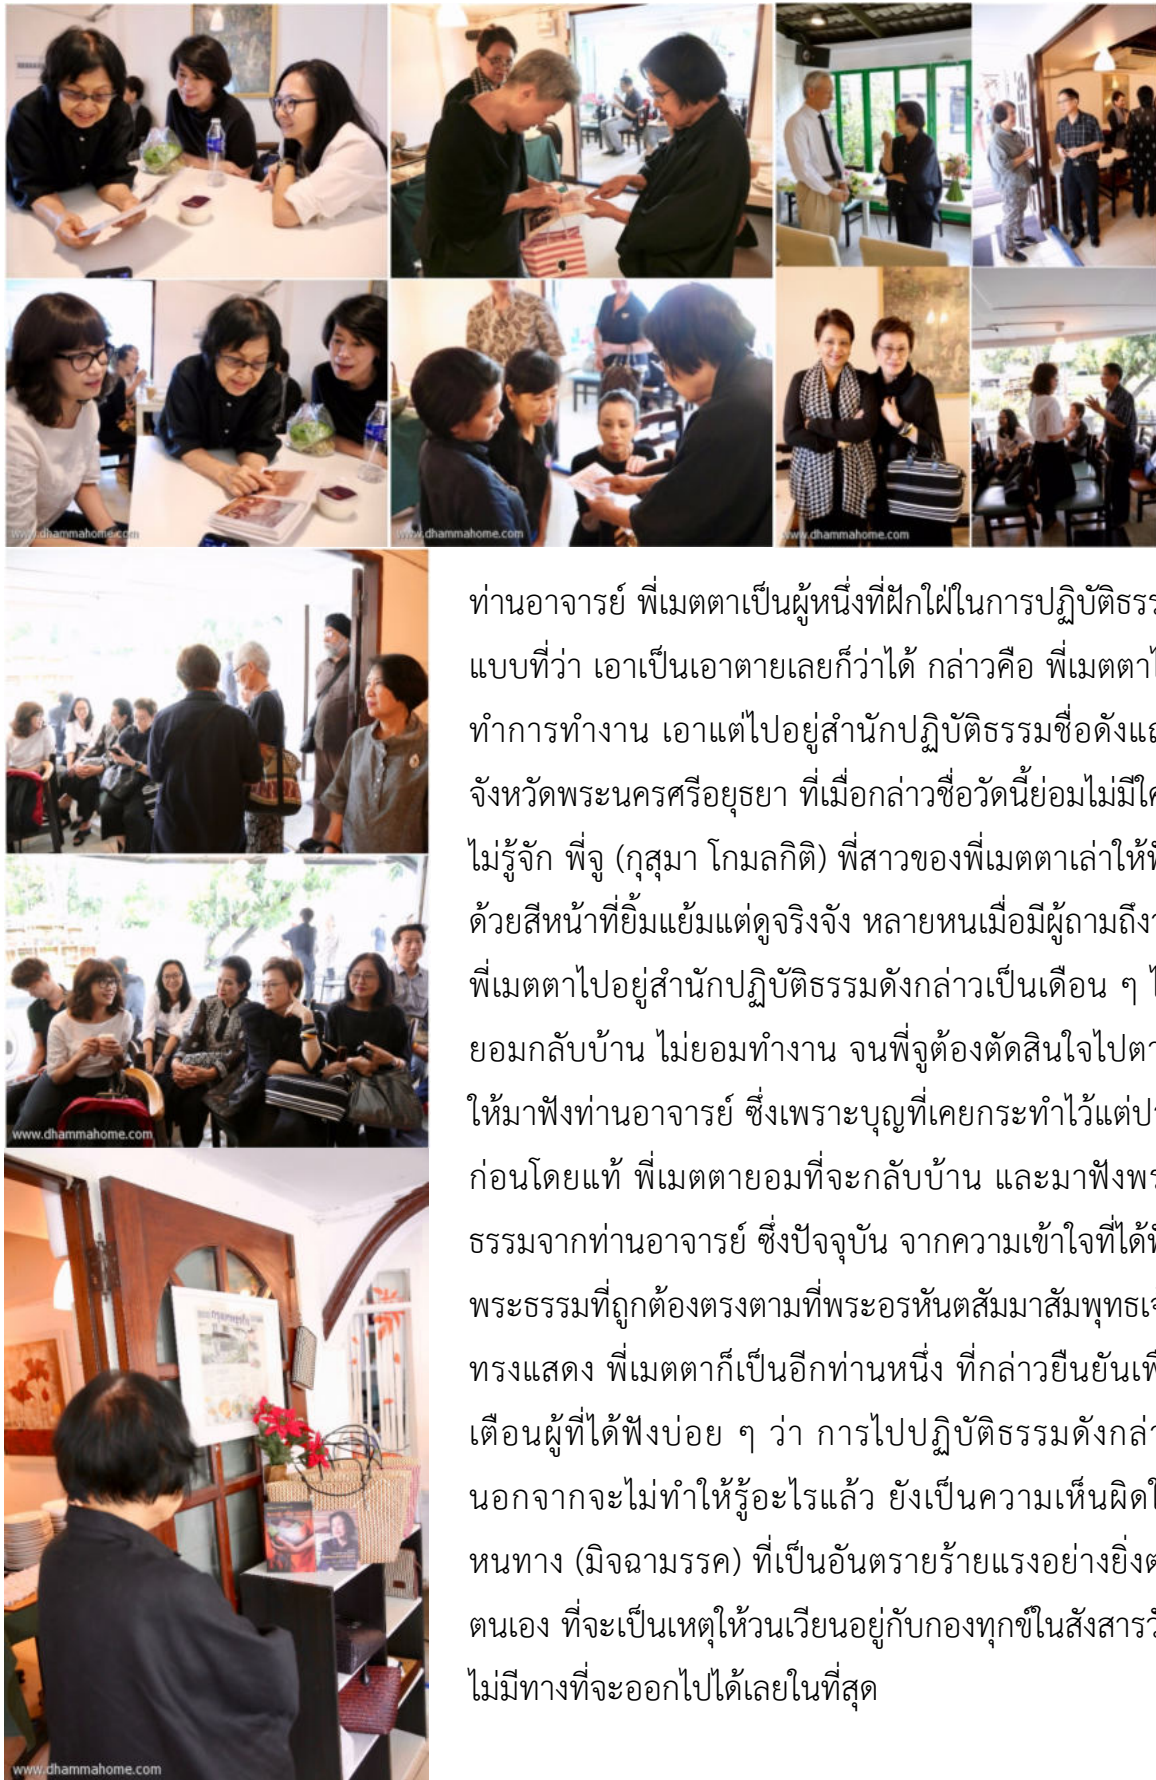 www.dhammahome.com
www.dhammahome.com
www.dhammahome.com
ท่านอาจารย์ พี่เมตตาเป็นผู้หนึ่งที่ฝักใฝ่ในการปฏิบัติธรร
แบบที่ว่า เอาเป็นเอาตายเลยก็ว่าได้ กล่าวคือ พี่เมตตาไ
ทำการทำงาน เอาแต่ไปอยู่สำนักปฏิบัติธรรมชื่อดังแถ
จังหวัดพระนครศรีอยุธยา ที่เมื่อกล่าวชื่อวัดนี้ย่อมไม่มีใค
ไม่รู้จัก พี่จู (กุสุมา โกมลกิติ) พี่สาวของพี่เมตตาเล่าให้ฟ
ด้วยสีหน้าที่ยิ้มแย้มแต่ดูจริงจัง หลายหนเมื่อมีผู้ถามถึงว
พี่เมตตาไปอยู่สำนักปฏิบัติธรรมดังกล่าวเป็นเดือน ๆ ไ
ยอมกลับบ้าน ไม่ยอมทำงาน จนพี่จูต้องตัดสินใจไปตา
ให้มาฟังท่านอาจารย์ ซึ่งเพราะบุญที่เคยกระทำไว้แต่ปา
ก่อนโดยแท้ พี่เมตตายอมที่จะกลับบ้าน และมาฟังพร
ธรรมจากท่านอาจารย์ ซึ่งปัจจุบัน จากความเข้าใจที่ได้ฟ
พระธรรมที่ถูกต้องตรงตามที่พระอรหันตสัมมาสัมพุทธเจ
ทรงแสดง พี่เมตตาก็เป็นอีกท่านหนึ่ง ที่กล่าวยืนยันเพื
เตือนผู้ที่ได้ฟังบ่อย ๆ ว่า การไปปฏิบัติธรรมดังกล่า
นอกจากจะไม่ทำให้รู้อะไรแล้ว ยังเป็นความเห็นผิดใ
หนทาง (มิจฉามรรค) ที่เป็นอันตรายร้ายแรงอย่างยิ่งต
ตนเอง ที่จะเป็นเหตุให้วนเวียนอยู่กับกองทุกข์ในสังสารวั
ไม่มีทางที่จะออกไปได้เลยในที่สุด
www.dhammahome.com
www.dhammahome.com